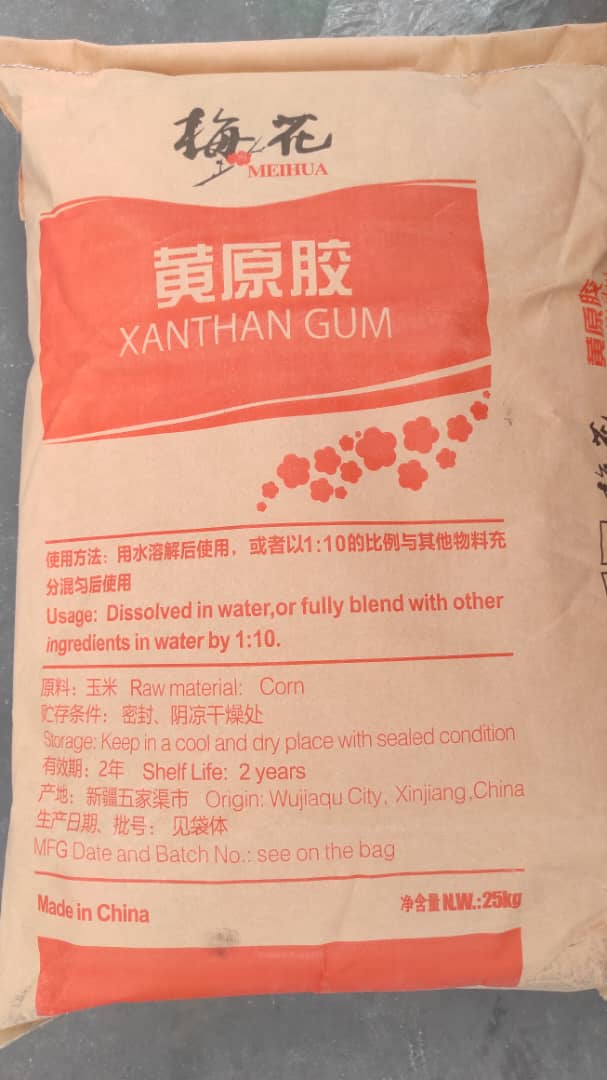 梅花
MEIHUA
黄原胶
XANTHAN GUM
使用方法：用水溶解后使用，或者以1:10的比例与其他物料充
分混匀后使用
Usage: Dissolved in water,or fully blend with other
ingredients in water by 1:10.
原料：玉米 Raw material: Corn
贮存条件：密封、阴凉干燥处
Storage: Keep in a cool and dry place with sealed condition
有效期：2年 Shelf Life: 2 years
产地：新疆五家渠市 Origin: Wujiaqu City, Xinjiang,China
生产日期、批号：见袋体
MFG Date and Batch No.: see on the bag
Made in China
净含量N.W.:25kg
黄原胶